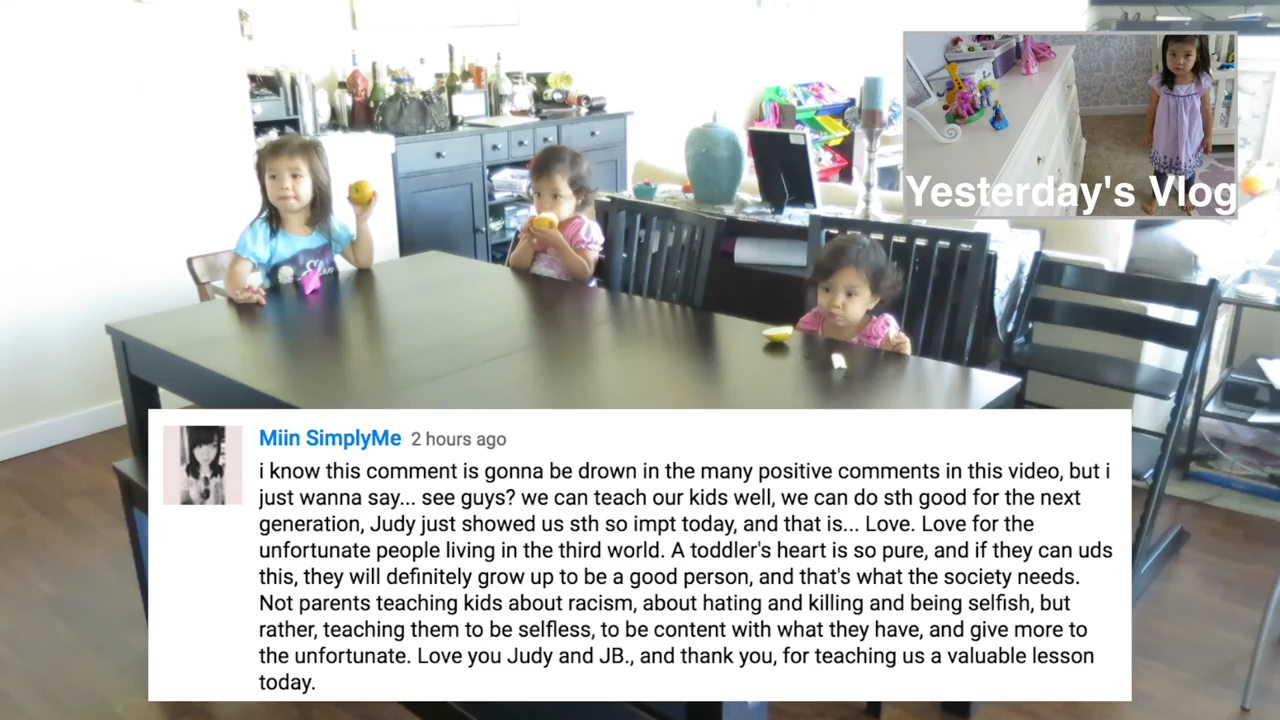 Yesterday's Vlog
Miin SimplyMe 2 hours ago
i know this comment is gonna be drown in the many positive comments in this video, but i
just wanna say... see guys? we can teach our kids well, we can do sth good for the next
generation, Judy just showed us sth so impt today, and that is... Love. Love for the
unfortunate people living in the third world. A toddler's heart is so pure, and if they can uds
this, they will definitely grow up to be a good person, and that's what the society needs.
Not parents teaching kids about racism, about hating and killing and being selfish, but
rather, teaching them to be selfless, to be content with what they have, and give more to
the unfortunate. Love you Judy and JB., and thank you, for teaching us a valuable lesson
today.